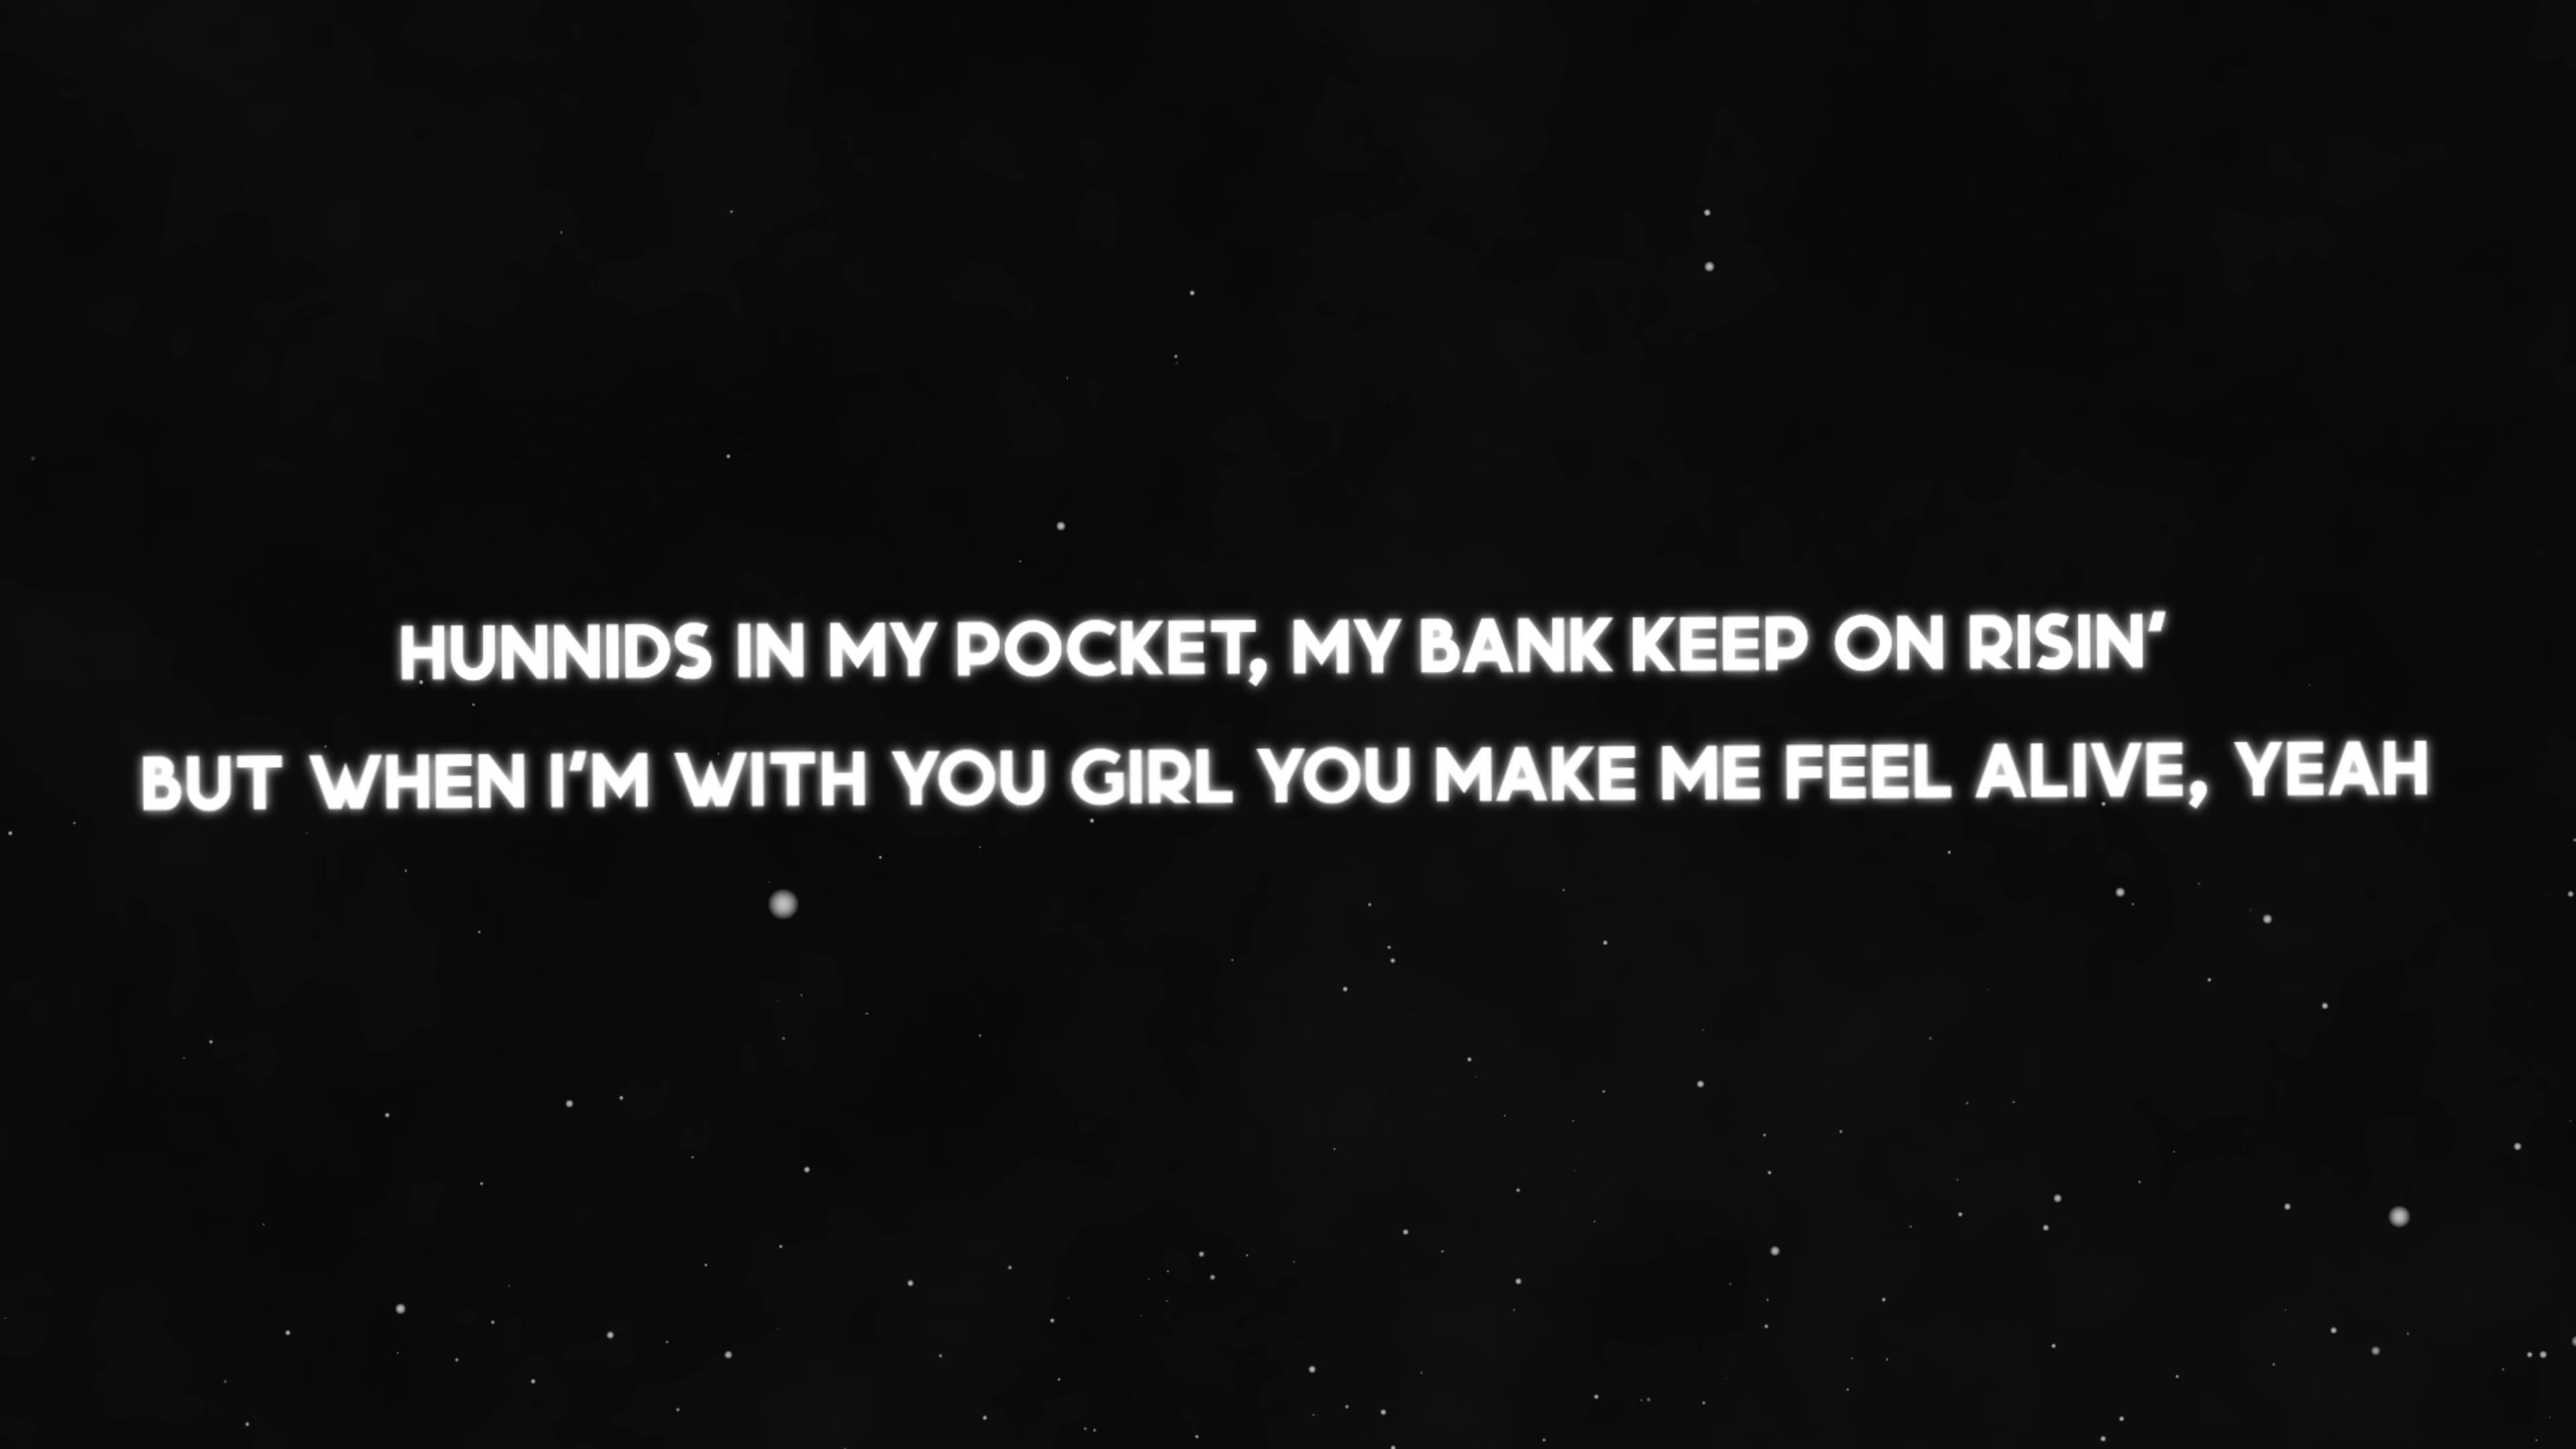 HUNNIDS IN MY POCKET, MY BANK KEEP ON RISIN'
BUT WHEN I'M WITH YOU GIRL YOU MAKE ME FEEL ALIVE, YEAH